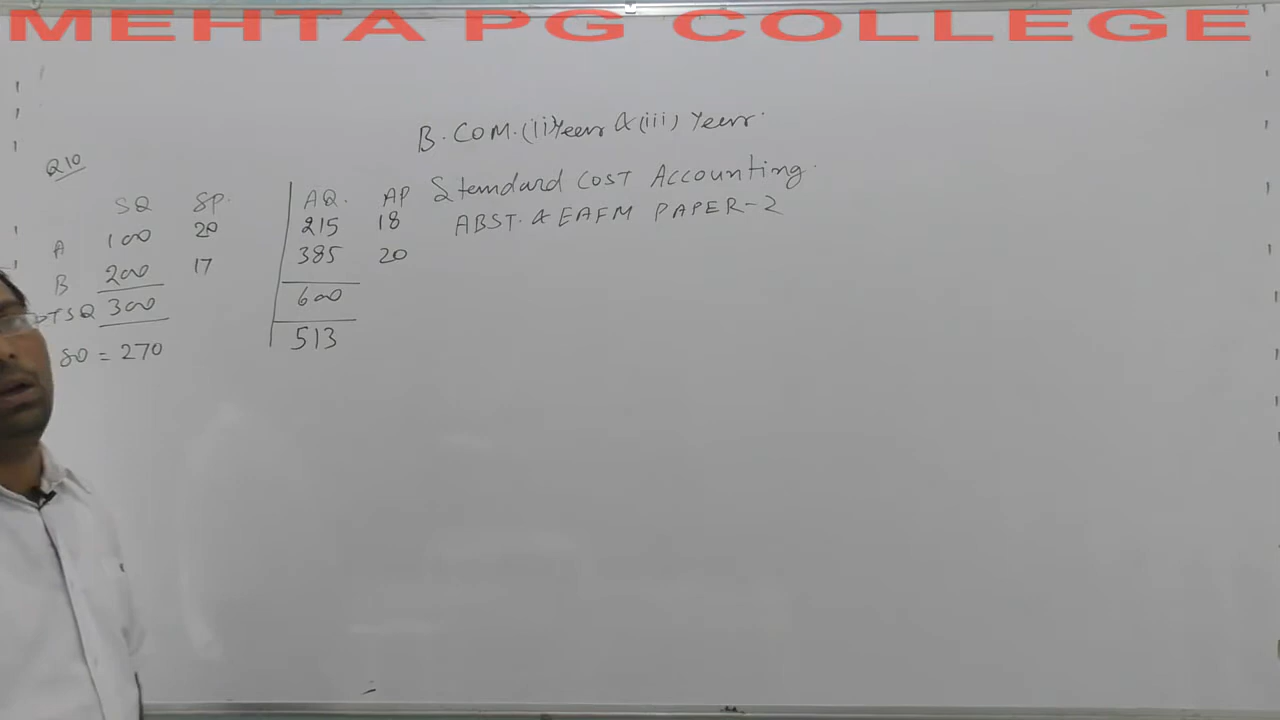 MEHTA PG COLLEGE
B.COM.(ii)Year & (iii) Year.
Standard COST Accounting.
ABST. & EAFM PAPER-2
Q10
SQ SP. AQ. AP
A 100 20 215 18
B 200 17 385 20
TSQ 300 600
SO = 270 513